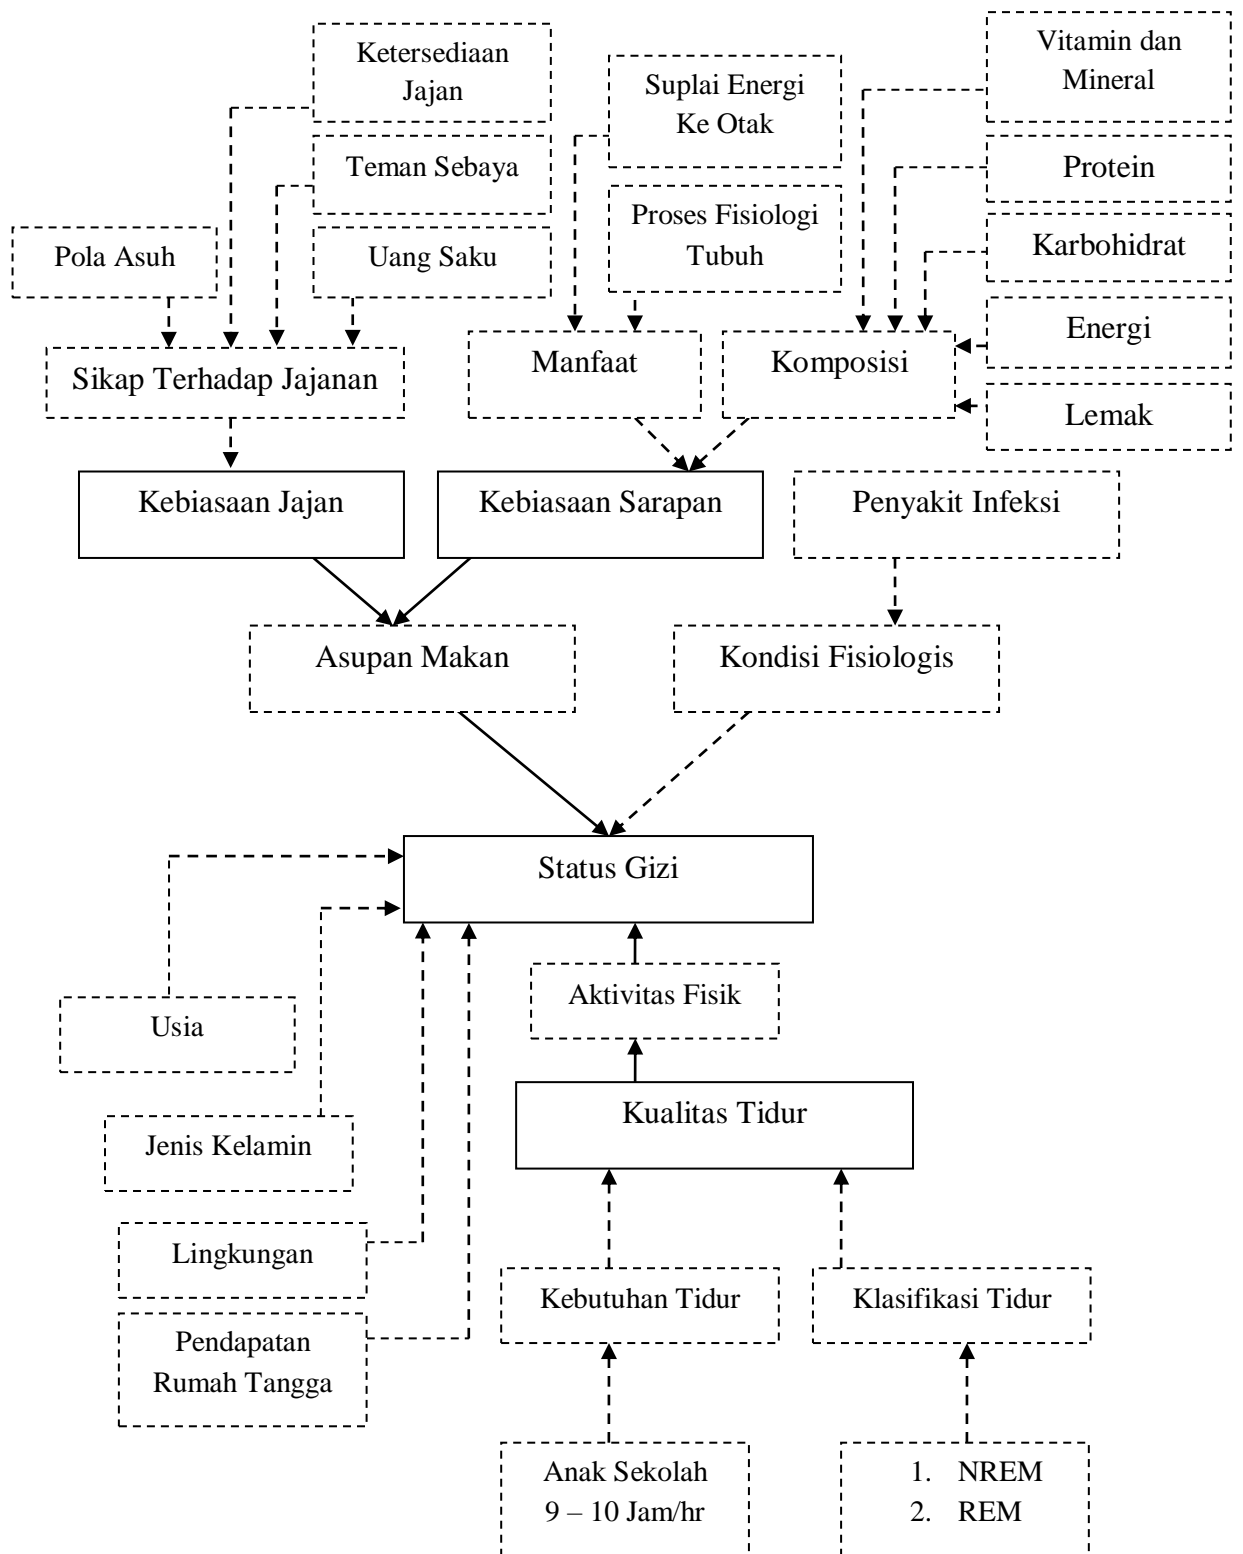 Ketersediaan
Jajan
Suplai Energi
Ke Otak
Vitamin dan
Mineral
Teman Sebaya
Protein
Pola Asuh
Uang Saku
Proses Fisiologi
Tubuh
Karbohidrat
Energi
Sikap Terhadap Jajanan
Manfaat
Komposisi
Lemak
Kebiasaan Jajan
Kebiasaan Sarapan
Penyakit Infeksi
Asupan Makan
Kondisi Fisiologis
Status Gizi
Aktivitas Fisik
Usia
Kualitas Tidur
Jenis Kelamin
Lingkungan
Kebutuhan Tidur
Klasifikasi Tidur
Pendapatan
Rumah Tangga
Anak Sekolah
9 – 10 Jam/hr
1. NREM
2. REM